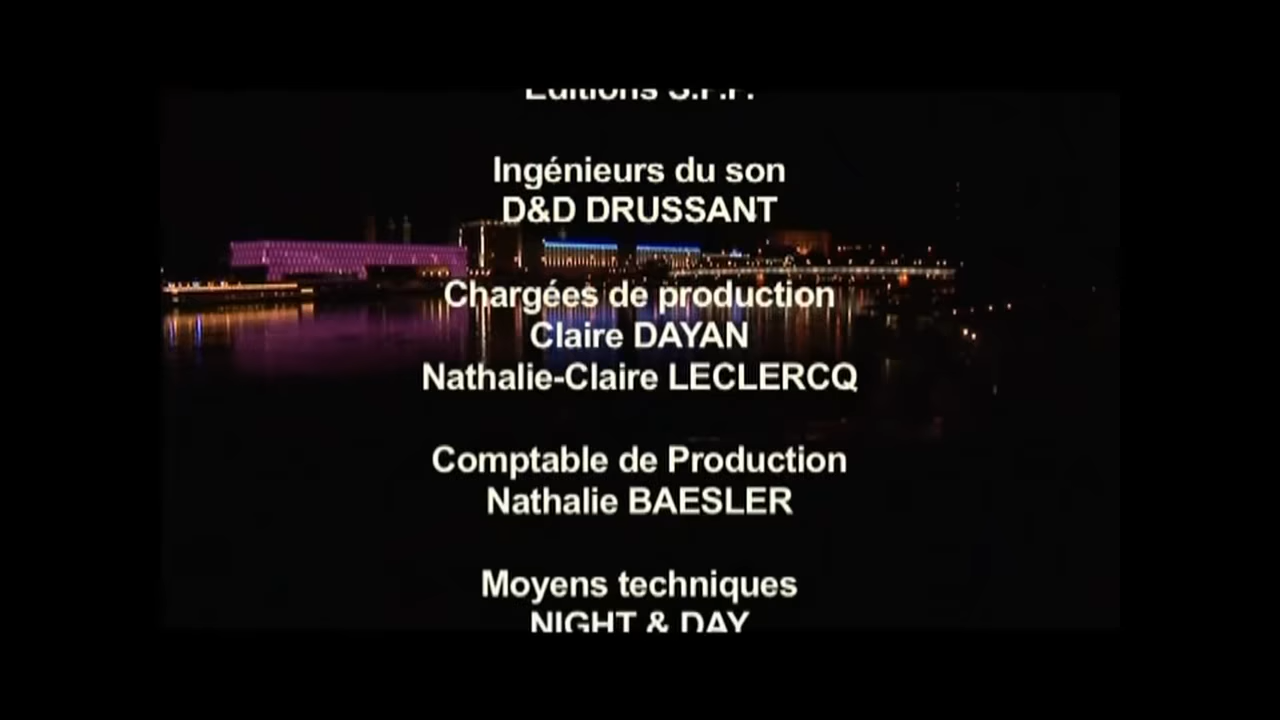 Editions
Ingénieurs du son
D&D DRUSSANT
Chargées de production
Claire DAYAN
Nathalie-Claire LECLERCQ
Comptable de Production
Nathalie BAESLER
Moyens techniques
NIGHT & DAY